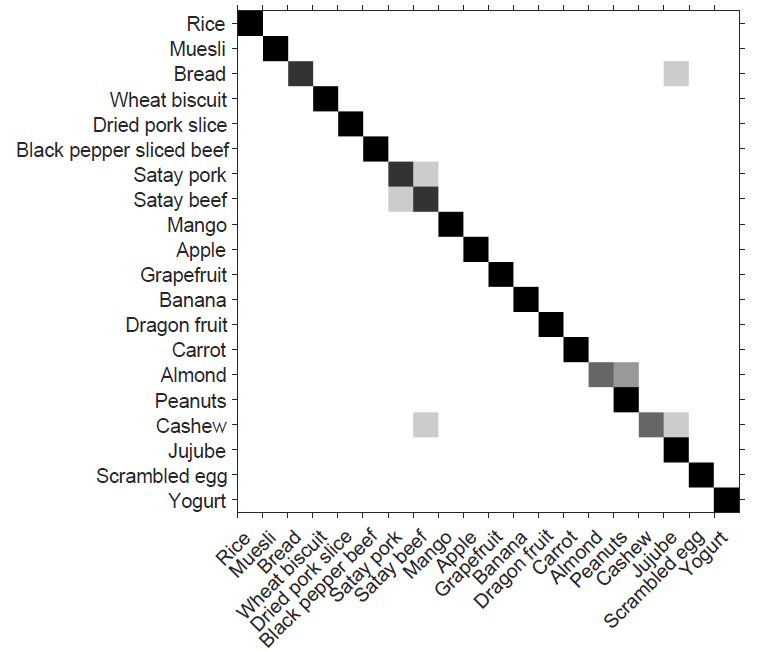 Rice
Muesli
Bread
Wheat biscuit
Dried pork slice
Black pepper sliced beef
Satay pork
Satay beef
Mango
Apple
Grapefruit
Banana
Dragon fruit
Carrot
Almond
Peanuts
Cashew
Jujube
Scrambled egg
Yogurt
Rice
Muesli
Bread
Wheat biscuit
Dried pork slice
Black pepper beef
Satay pork
Satay beef
Mango
Apple
Grapefruit
Banana
Dragon fruit
Carrot
Almond
Peanuts
Cashew
Jujube
Scrambled egg
Yogurt